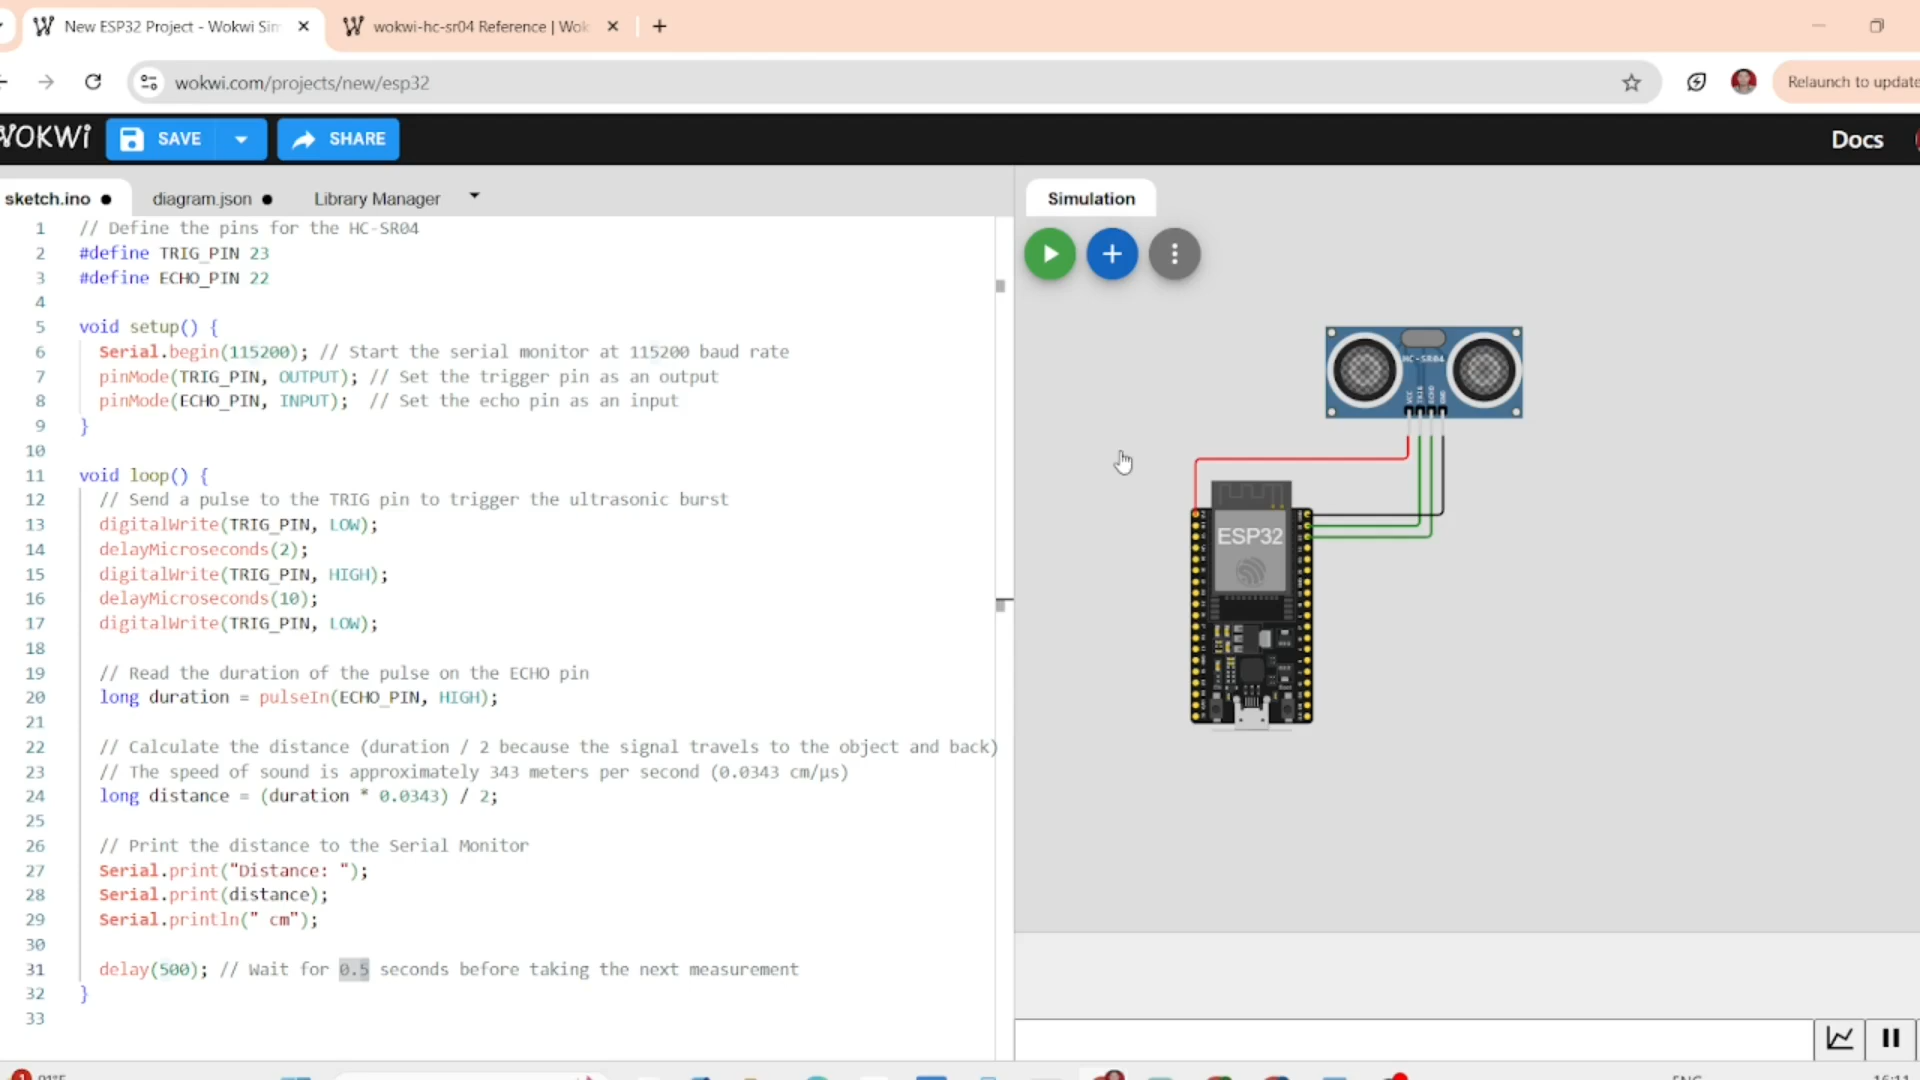 New ESP32 Project - Wokwi Sim
wokwi-hc-sr04 Reference | Wok
wokwi.com/projects/new/esp32
Relaunch to update
WOKWi
SAVE
SHARE
Docs
sketch.ino
diagram.json
Library Manager
Simulation
1 // Define the pins for the HC-SR04
2 #define TRIG_PIN 23
3 #define ECHO_PIN 22
4
5 void setup() {
6 Serial.begin(115200); // Start the serial monitor at 115200 baud rate
7 pinMode(TRIG_PIN, OUTPUT); // Set the trigger pin as an output
8 pinMode(ECHO_PIN, INPUT); // Set the echo pin as an input
9 }
10
11 void loop() {
12 // Send a pulse to the TRIG pin to trigger the ultrasonic burst
13 digitalWrite(TRIG_PIN, LOW);
14 delayMicroseconds(2);
15 digitalWrite(TRIG_PIN, HIGH);
16 delayMicroseconds(10);
17 digitalWrite(TRIG_PIN, LOW);
18
19 // Read the duration of the pulse on the ECHO pin
20 long duration = pulseIn(ECHO_PIN, HIGH);
21
22 // Calculate the distance (duration / 2 because the signal travels to the object and back)
23 // The speed of sound is approximately 343 meters per second (0.0343 cm/µs)
24 long distance = (duration * 0.0343) / 2;
25
26 // Print the distance to the Serial Monitor
27 Serial.print("Distance: ");
28 Serial.print(distance);
29 Serial.println(" cm");
30
31 delay(500); // Wait for 0.5 seconds before taking the next measurement
32 }
33
HC-SR04
VCC
TRIG
ECHO
GND
ESP32